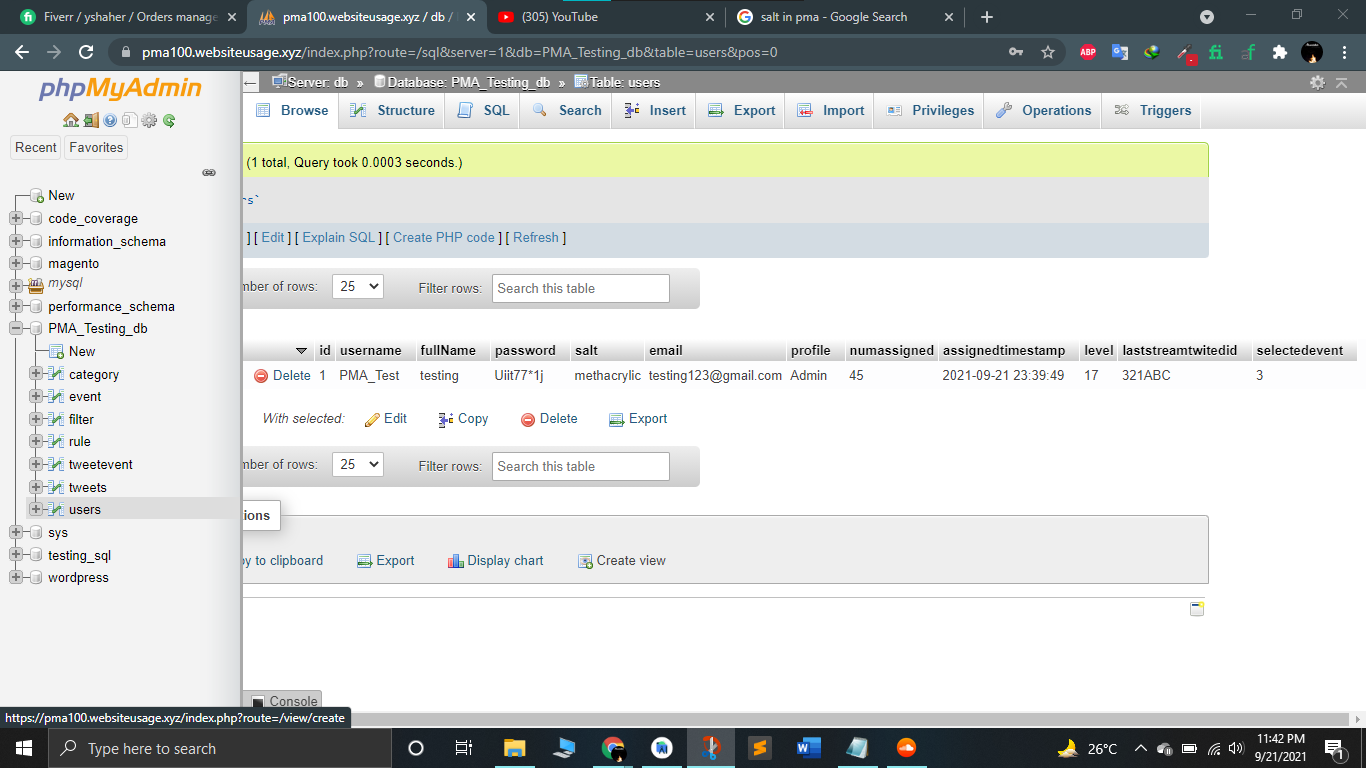 Fiverr / yshaher / Orders manage
pma100.websiteusage.xyz / db /
(305) YouTube
salt in pma - Google Search
pma100.websiteusage.xyz/index.php?route=/sql&server=1&db=PMA_Testing_db&table=users&pos=0
ABP
phpMyAdmin
Server: db » Database: PMA_Testing_db » Table: users
Browse Structure SQL Search Insert Export Import Privileges Operations Triggers
Recent Favorites
(1 total, Query took 0.0003 seconds.)
rs`
] [ Edit ] [ Explain SQL ] [ Create PHP code ] [ Refresh ]
New
code_coverage
information_schema
magento
mysql
performance_schema
PMA_Testing_db
New
category
event
filter
rule
tweetevent
tweets
users
sys
testing_sql
wordpress
mber of rows: 25 Filter rows: Search this table
id username fullName password salt email profile numassigned assignedtimestamp level laststreamtwitedid selectedevent
Delete 1 PMA_Test testing Uiit77*1j methacrylic testing123@gmail.com Admin 45 2021-09-21 23:39:49 17 321ABC 3
With selected: Edit Copy Delete Export
mber of rows: 25 Filter rows: Search this table
ions
py to clipboard Export Display chart Create view
Console
https://pma100.websiteusage.xyz/index.php?route=/view/create
Type here to search
26°C
11:42 PM
9/21/2021
1